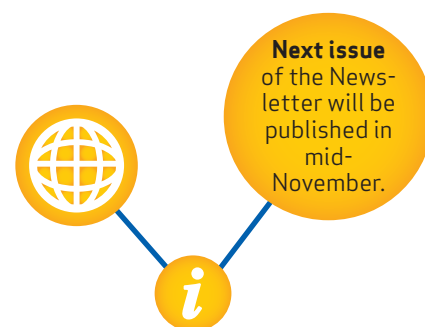 Next issue
of the News-
letter will be
published in
mid-
November.
i